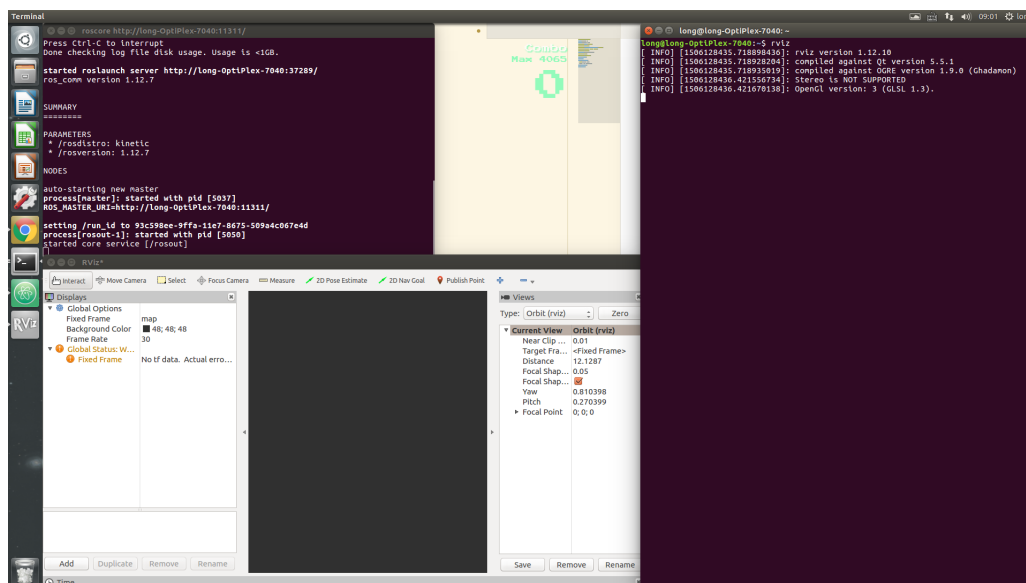 Terminal
09:01
roscore http://long-OptiPlex-7040:11311/
Press Ctrl-C to interrupt
Done checking log file disk usage. Usage is <1GB.
started roslaunch server http://long-OptiPlex-7040:37289/
ros_comm version 1.12.7
SUMMARY
========
PARAMETERS
* /rosdistro: kinetic
* /rosversion: 1.12.7
NODES
auto-starting new master
process[master]: started with pid [5037]
ROS_MASTER_URI=http://long-OptiPlex-7040:11311/
setting /run_id to 93c598ee-9ffa-11e7-8675-509a4c067e4d
process[rosout-1]: started with pid [5050]
started core service [/rosout]
Combo
Max 4065
0
long@long-OptiPlex-7040: ~
long@long-OptiPlex-7040:~$ rviz
[ INFO] [1506128435.718898436]: rviz version 1.12.10
[ INFO] [1506128435.718928204]: compiled against Qt version 5.5.1
[ INFO] [1506128435.718935019]: compiled against OGRE version 1.9.0 (Ghadamon)
[ INFO] [1506128436.421556734]: Stereo is NOT SUPPORTED
[ INFO] [1506128436.421670138]: OpenGl version: 3 (GLSL 1.3).
RViz*
Interact Move Camera Select Focus Camera Measure 2D Pose Estimate 2D Nav Goal Publish Point
Displays
Global Options
Fixed Frame map
Background Color 48; 48; 48
Frame Rate 30
Global Status: W...
Fixed Frame No tf data. Actual erro...
Add Duplicate Remove Rename
Time
Views
Type: Orbit (rviz) Zero
Current View Orbit (rviz)
Near Clip ... 0.01
Target Fra... <Fixed Frame>
Distance 12.1287
Focal Shap... 0.05
Focal Shap...
Yaw 0.810398
Pitch 0.270399
Focal Point 0; 0; 0
Save Remove Rename
RViz